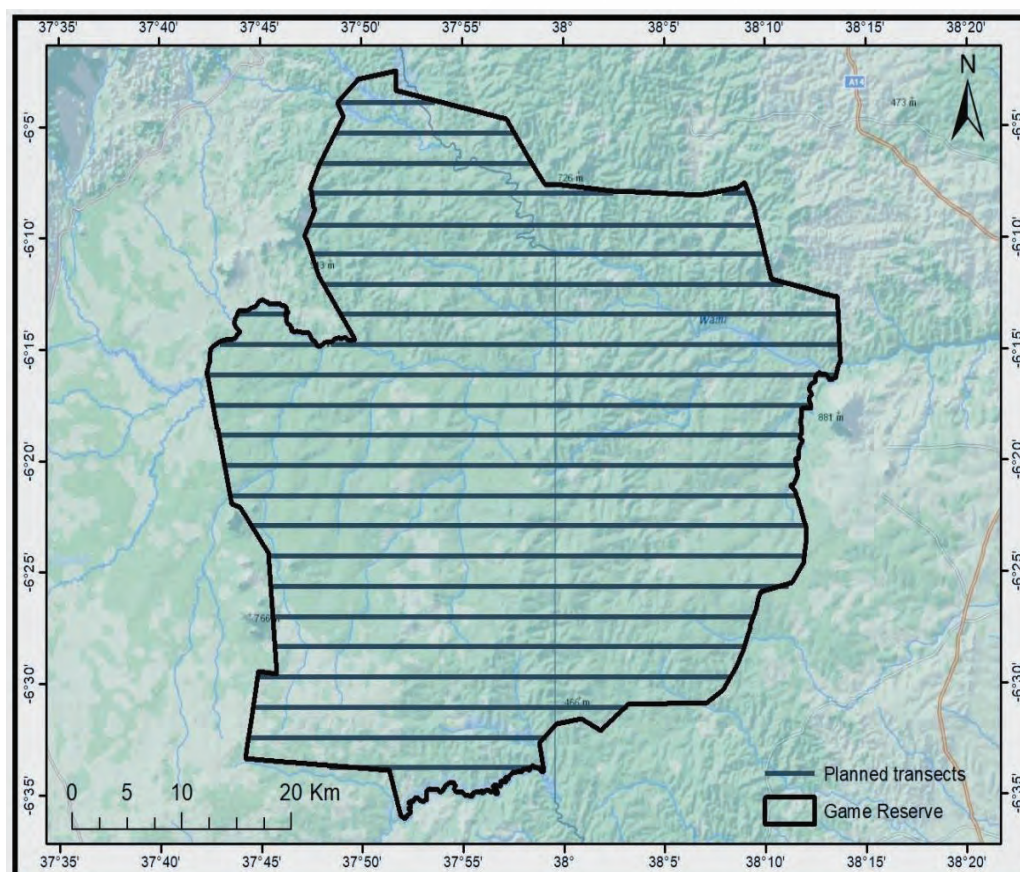 37°35' 37°40' 37°45' 37°50' 37°55' 38° 38°5' 38°10' 38°15' 38°20'
N
A14
473 m
-6°5' -6°5'
726 m
-6°10' -6°10'
Wami
-6°15' -6°15'
881 m
-6°20' -6°20'
-6°25' -6°25'
766 m
-6°30' -6°30'
466 m
Planned transects
-6°35' -6°35'
0 5 10 20 Km
Game Reserve
37°35' 37°40' 37°45' 37°50' 37°55' 38° 38°5' 38°10' 38°15' 38°20'